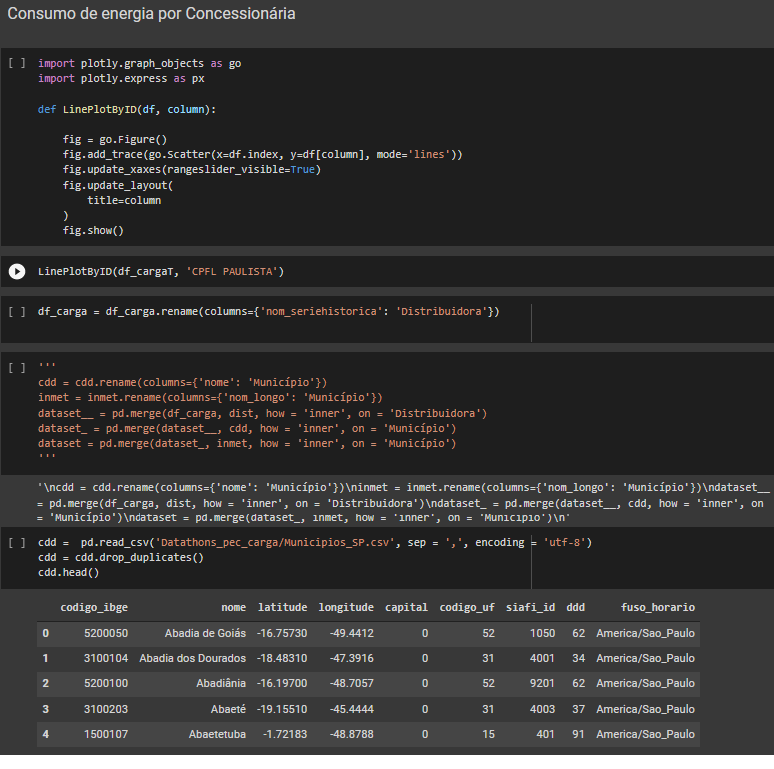 Consumo de energia por Concessionária
[ ] import plotly.graph_objects as go
import plotly.express as px
def LinePlotByID(df, column):
fig = go.Figure()
fig.add_trace(go.Scatter(x=df.index, y=df[column], mode='lines'))
fig.update_xaxes(rangeslider_visible=True)
fig.update_layout(
title=column
)
fig.show()
LinePlotByID(df_cargaT, 'CPFL PAULISTA')
[ ] df_carga = df_carga.rename(columns={'nom_seriehistorica': 'Distribuidora'})
[ ] '''
cdd = cdd.rename(columns={'nome': 'Município'})
inmet = inmet.rename(columns={'nom_longo': 'Município'})
dataset__ = pd.merge(df_carga, dist, how = 'inner', on = 'Distribuidora')
dataset_ = pd.merge(dataset__, cdd, how = 'inner', on = 'Município')
dataset = pd.merge(dataset_, inmet, how = 'inner', on = 'Município')
'''
'\ncdd = cdd.rename(columns={'nome': 'Município'})\ninmet = inmet.rename(columns={'nom_longo': 'Município'})\ndataset__
= pd.merge(df_carga, dist, how = 'inner', on = 'Distribuidora')\ndataset_ = pd.merge(dataset__, cdd, how = 'inner', on
= 'Município')\ndataset = pd.merge(dataset_, inmet, how = 'inner', on = 'Município')\n'
[ ] cdd =  pd.read_csv('Datathons_pec_carga/Municipios_SP.csv', sep = ',', encoding = 'utf-8')
cdd = cdd.drop_duplicates()
cdd.head()
codigo_ibge nome latitude longitude capital codigo_uf siafi_id ddd fuso_horario
0 5200050 Abadia de Goiás -16.75730 -49.4412 0 52 1050 62 America/Sao_Paulo
1 3100104 Abadia dos Dourados -18.48310 -47.3916 0 31 4001 34 America/Sao_Paulo
2 5200100 Abadiânia -16.19700 -48.7057 0 52 9201 62 America/Sao_Paulo
3 3100203 Abaeté -19.15510 -45.4444 0 31 4003 37 America/Sao_Paulo
4 1500107 Abaetetuba -1.72183 -48.8788 0 15 401 91 America/Sao_Paulo